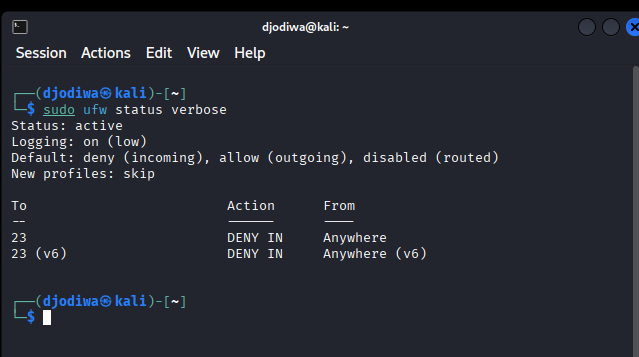 djodiwa@kali: ~
Session Actions Edit View Help
┌──(djodiwa㉿kali)-[~]
└─$ sudo ufw status verbose
Status: active
Logging: on (low)
Default: deny (incoming), allow (outgoing), disabled (routed)
New profiles: skip
To Action From
-- ------ ----
23 DENY IN Anywhere
23 (v6) DENY IN Anywhere (v6)
┌──(djodiwa㉿kali)-[~]
└─$